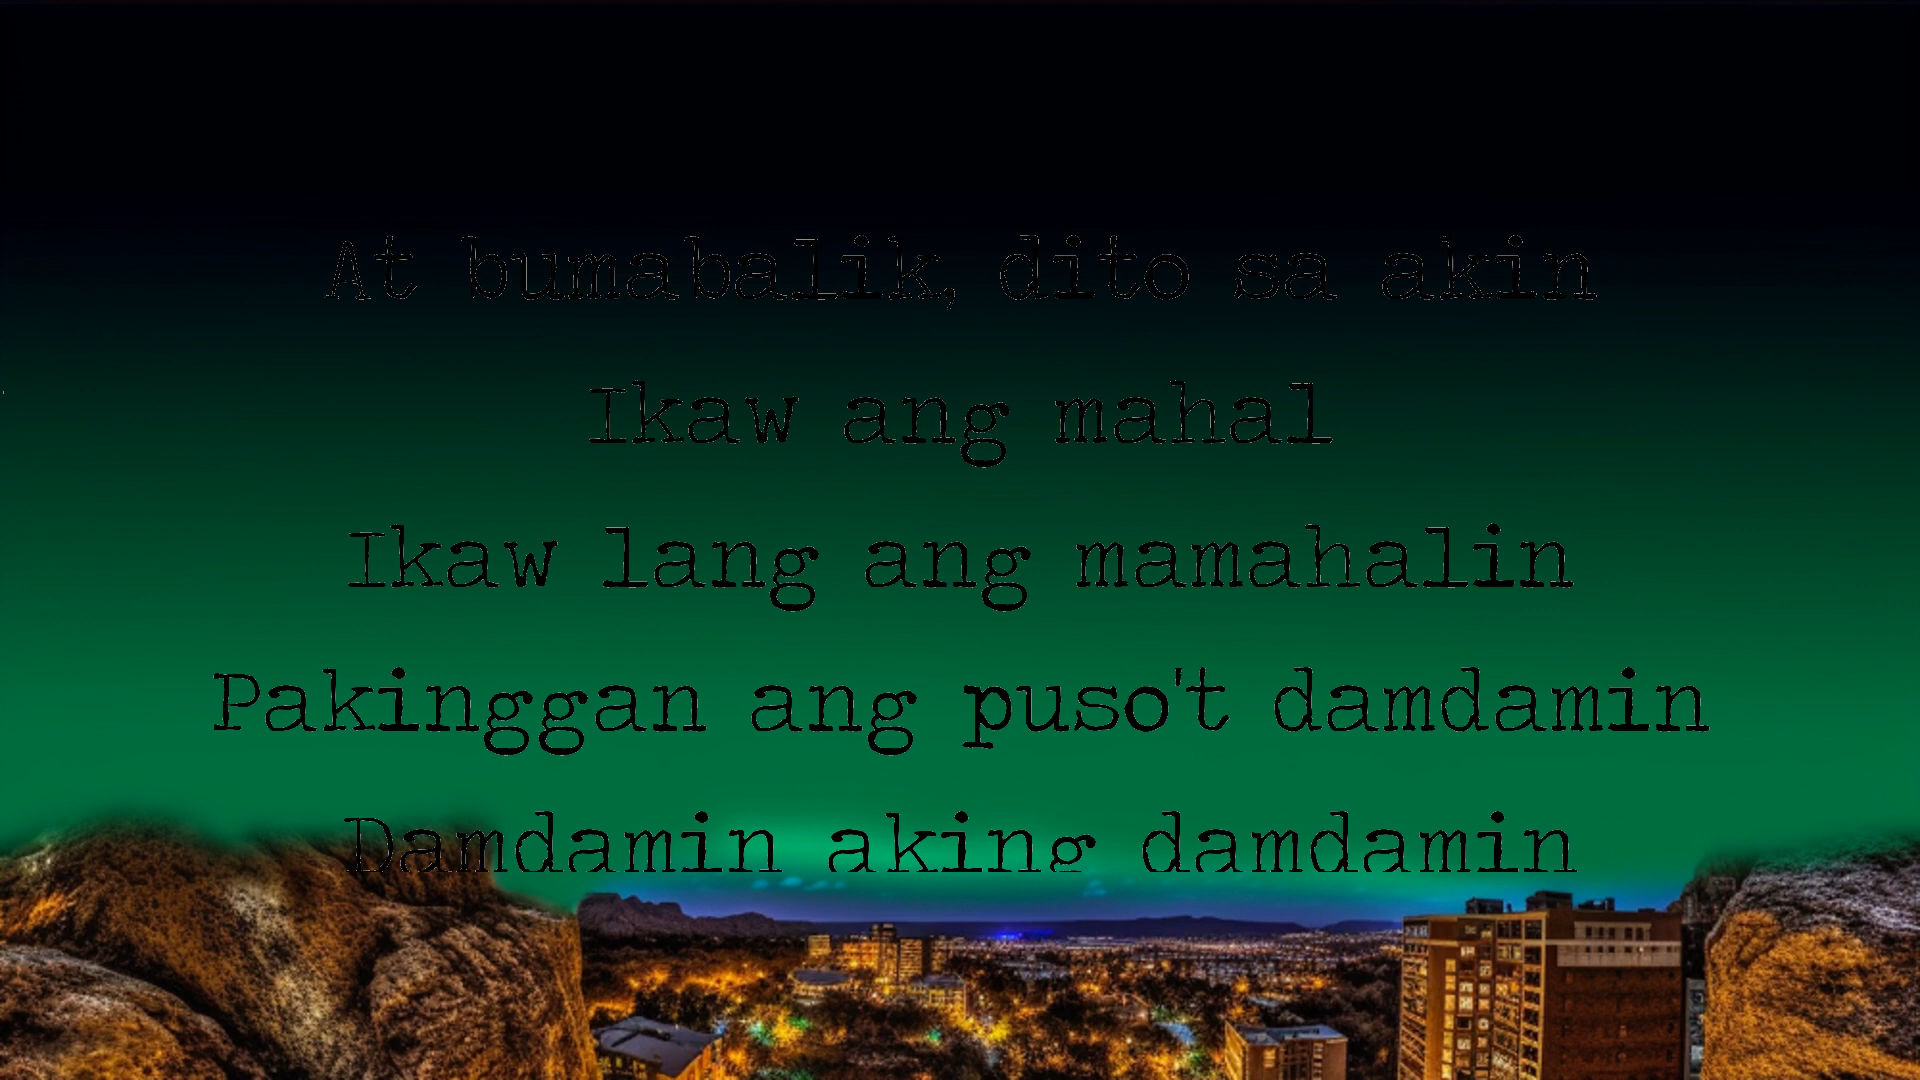 At bumabalik, dito sa akin
Ikaw ang mahal
Ikaw lang ang mamahalin
Pakinggan ang puso't damdamin
Damdamin aking damdamin